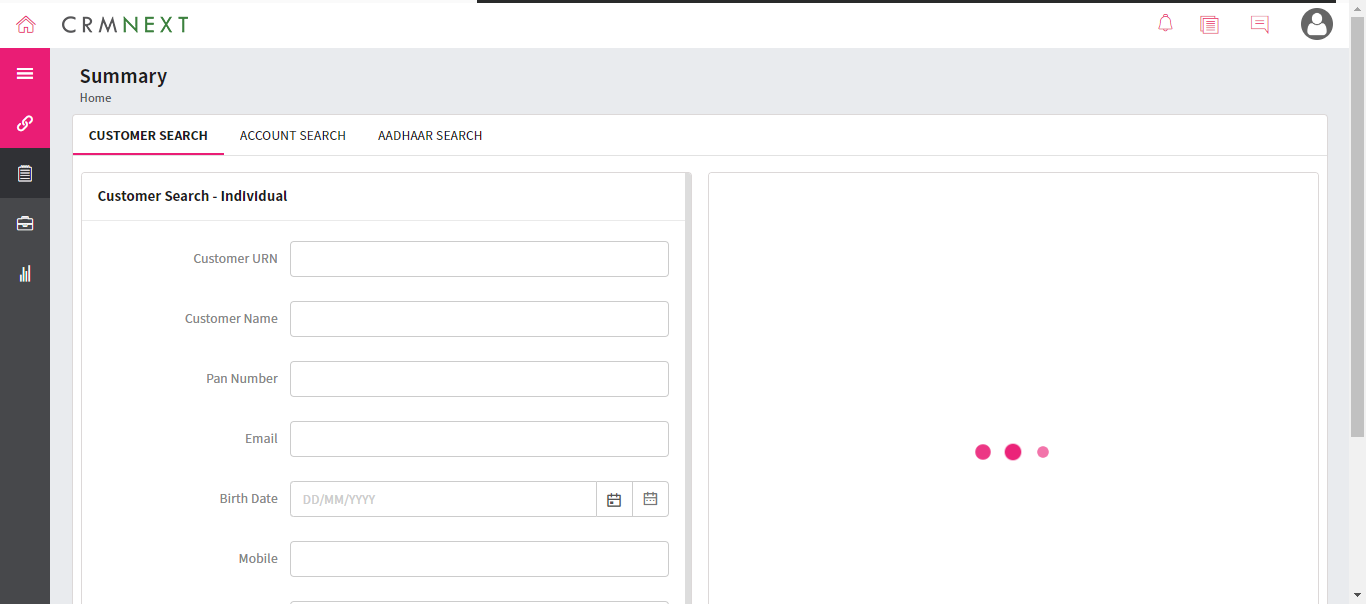 CRMNEXT
Summary
Home
CUSTOMER SEARCH ACCOUNT SEARCH AADHAAR SEARCH
Customer Search - Individual
Customer URN
Customer Name
Pan Number
Email
Birth Date DD/MM/YYYY
Mobile